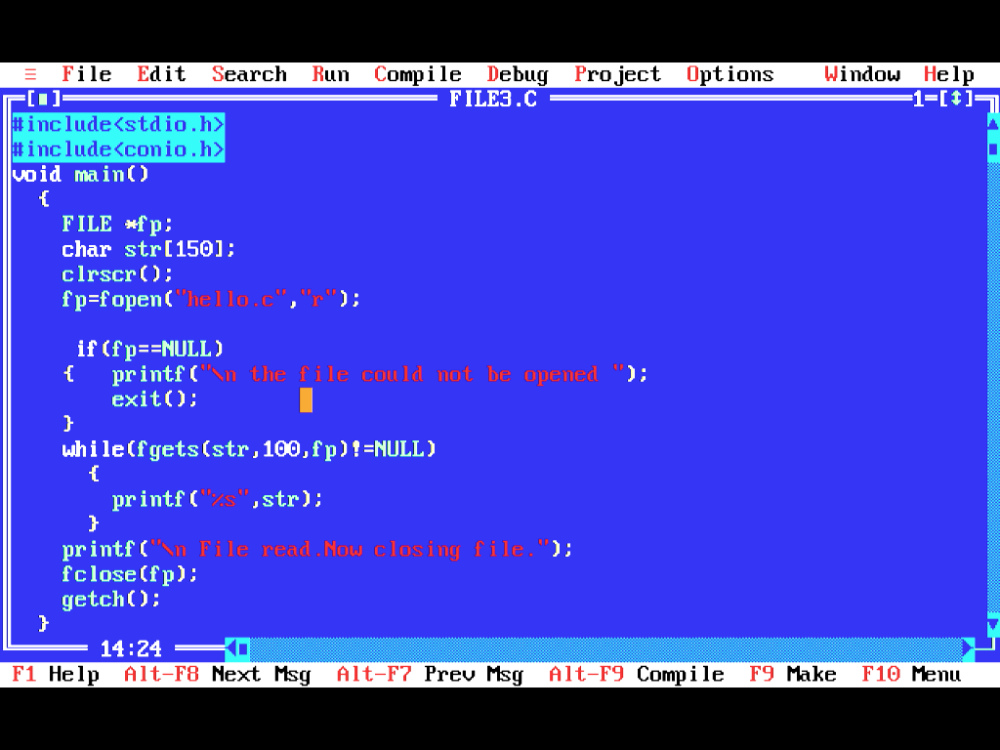 ≡ File Edit Search Run Compile Debug Project Options Window Help
[■] FILE3.C 1=[↕]
#include<stdio.h>
#include<conio.h>
void main()
{
FILE *fp;
char str[150];
clrscr();
fp=fopen("hello.c","r");
if(fp==NULL)
{ printf("\n the file could not be opened ");
exit();
}
while(fgets(str,100,fp)!=NULL)
{
printf("%s",str);
}
printf("\n File read.Now closing file.");
fclose(fp);
getch();
}
14:24
F1 Help Alt-F8 Next Msg Alt-F7 Prev Msg Alt-F9 Compile F9 Make F10 Menu